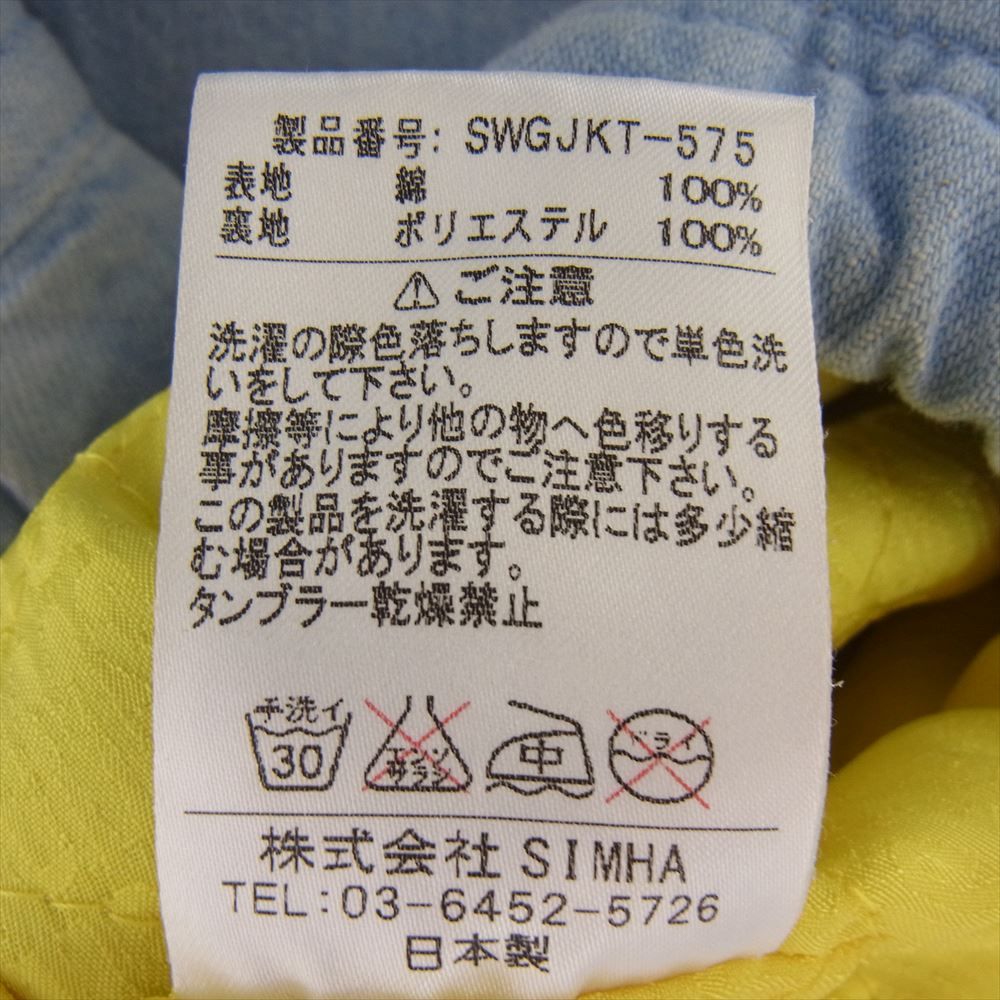 製品番号: SWGJKT-575
表地 綿 100%
裏地 ポリエステル 100%
ご注意
洗濯の際色落ちしますので単色洗
いをして下さい。
摩擦等により他の物へ色移りする
事がありますのでご注意下さい。
この製品を洗濯する際には多少縮
む場合があります。
タンブラー乾燥禁止
手洗イ エンソ 中 ドライ
30 サラシ
株式会社 SIMHA
TEL:03-6452-5726
日本製